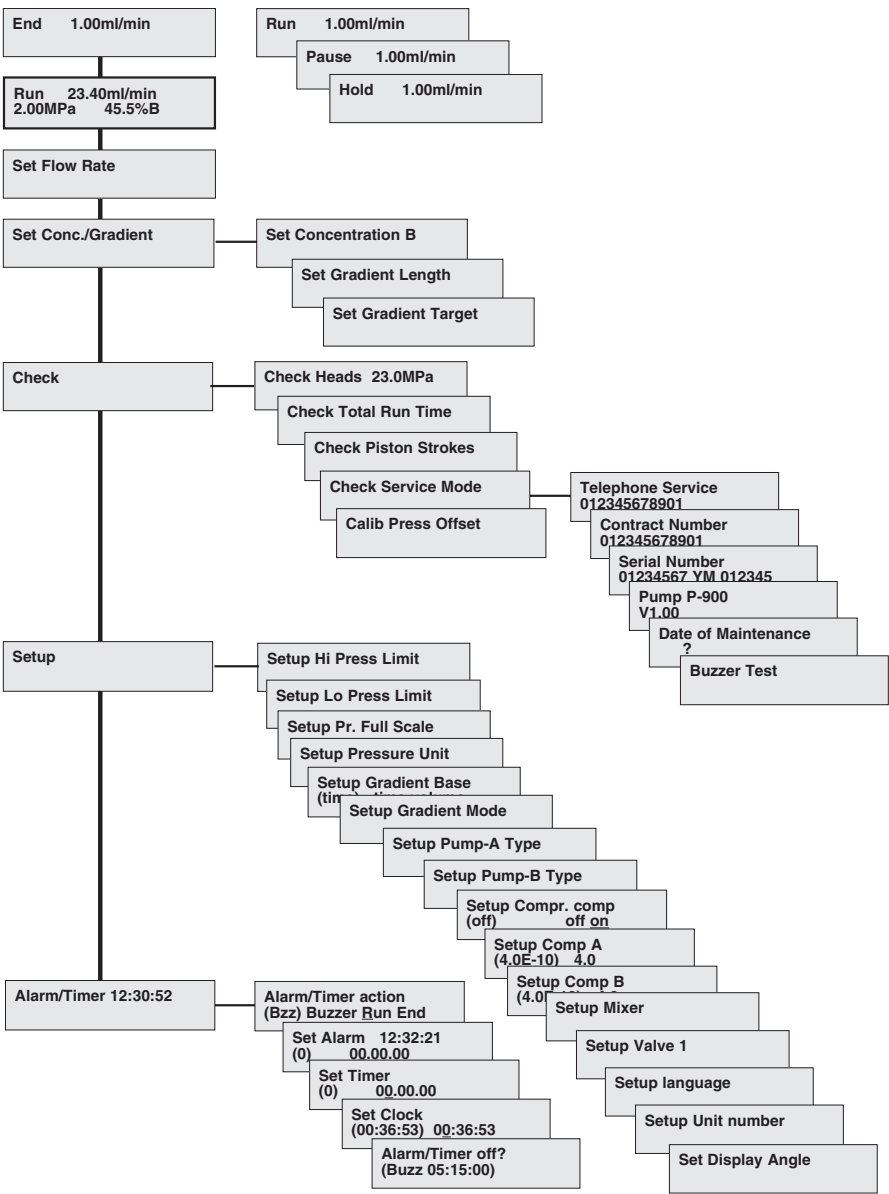 End 1.00ml/min
Run 1.00ml/min
Pause 1.00ml/min
Hold 1.00ml/min
Run 23.40ml/min
2.00MPa 45.5%B
Set Flow Rate
Set Conc./Gradient
Set Concentration B
Set Gradient Length
Set Gradient Target
Check
Check Heads 23.0MPa
Check Total Run Time
Check Piston Strokes
Check Service Mode
Calib Press Offset
Telephone Service
012345678901
Contract Number
012345678901
Serial Number
01234567 YM 012345
Pump P-900
V1.00
Date of Maintenance
?
Buzzer Test
Setup
Setup Hi Press Limit
Setup Lo Press Limit
Setup Pr. Full Scale
Setup Pressure Unit
Setup Gradient Base
Setup Gradient Mode
Setup Pump-A Type
Setup Pump-B Type
Setup Compr. comp
(off) off on
Setup Comp A
(4.0E-10) 4.0
Setup Comp B
Setup Mixer
Setup Valve 1
Setup language
Setup Unit number
Set Display Angle
Alarm/Timer 12:30:52
Alarm/Timer action
(Bzz) Buzzer Run End
Set Alarm 12:32:21
(0) 00.00.00
Set Timer
(0) 00.00.00
Set Clock
(00:36:53) 00:36:53
Alarm/Timer off?
(Buzz 05:15:00)